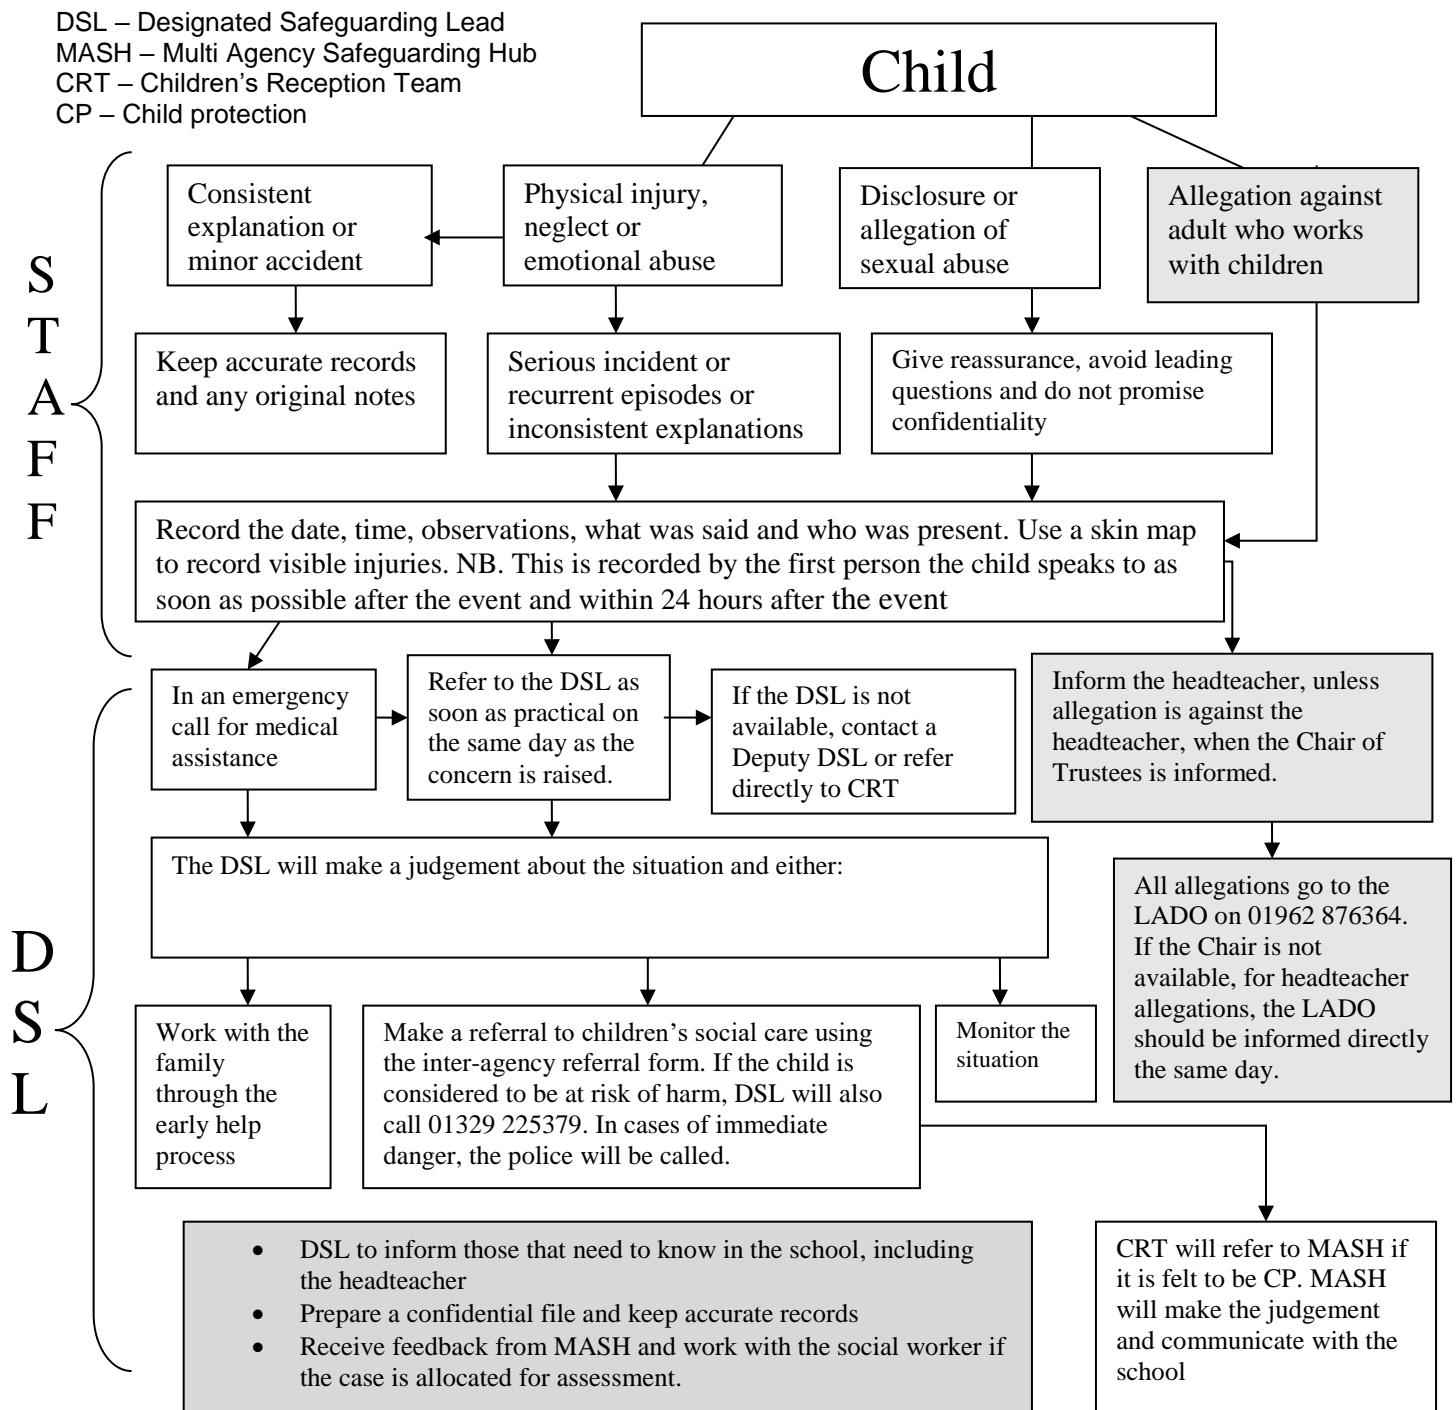 DSL – Designated Safeguarding Lead
MASH – Multi Agency Safeguarding Hub
CRT – Children's Reception Team
CP – Child protection
Child
S
T
A
F
F
Consistent
explanation or
minor accident
Physical injury,
neglect or
emotional abuse
Disclosure or
allegation of
sexual abuse
Allegation against
adult who works
with children
Keep accurate records
and any original notes
Serious incident or
recurrent episodes or
inconsistent explanations
Give reassurance, avoid leading
questions and do not promise
confidentiality
Record the date, time, observations, what was said and who was present. Use a skin map
to record visible injuries. NB. This is recorded by the first person the child speaks to as
soon as possible after the event and within 24 hours after the event
D
S
L
In an emergency
call for medical
assistance
Refer to the DSL as
soon as practical on
the same day as the
concern is raised.
If the DSL is not
available, contact a
Deputy DSL or refer
directly to CRT
Inform the headteacher, unless
allegation is against the
headteacher, when the Chair of
Trustees is informed.
The DSL will make a judgement about the situation and either:
All allegations go to the
LADO on 01962 876364.
If the Chair is not
available, for headteacher
allegations, the LADO
should be informed directly
the same day.
Work with the
family
through the
early help
process
Make a referral to children's social care using
the inter-agency referral form. If the child is
considered to be at risk of harm, DSL will also
call 01329 225379. In cases of immediate
danger, the police will be called.
Monitor the
situation
• DSL to inform those that need to know in the school, including
the headteacher
• Prepare a confidential file and keep accurate records
• Receive feedback from MASH and work with the social worker if
the case is allocated for assessment.
CRT will refer to MASH if
it is felt to be CP. MASH
will make the judgement
and communicate with the
school